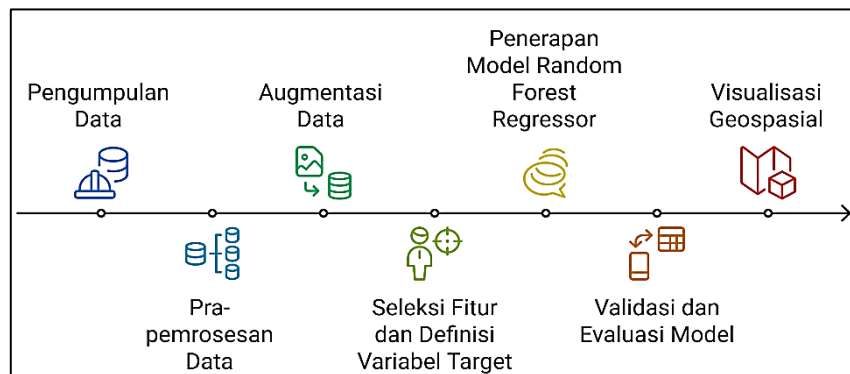 Pengumpulan
Data
Pra-
pemrosesan
Data
Augmentasi
Data
Seleksi Fitur
dan Definisi
Variabel Target
Penerapan
Model Random
Forest
Regressor
Validasi dan
Evaluasi Model
Visualisasi
Geospasial